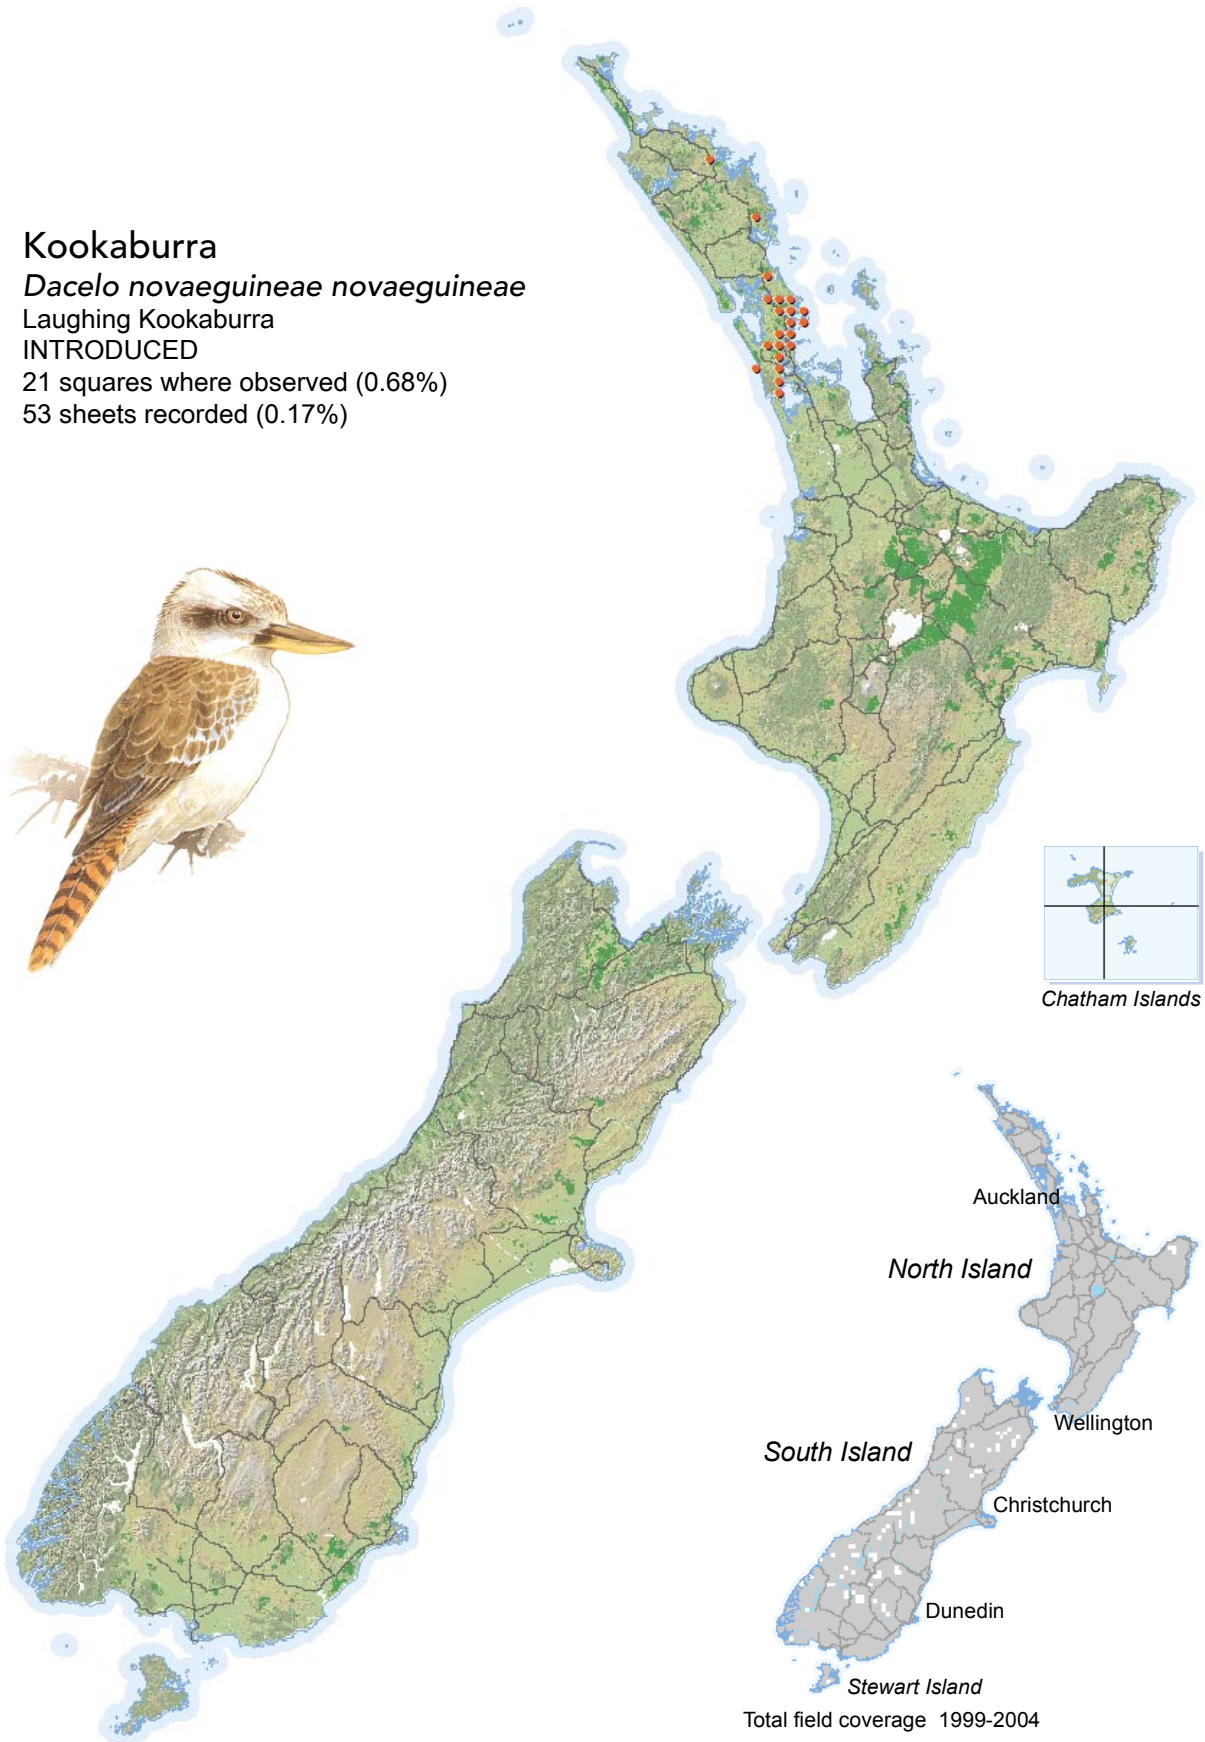 Kookaburra
Dacelo novaeguineae novaeguineae
Laughing Kookaburra
INTRODUCED
21 squares where observed (0.68%)
53 sheets recorded (0.17%)
Chatham Islands
Auckland
North Island
Wellington
South Island
Christchurch
Dunedin
Stewart Island
Total field coverage 1999-2004